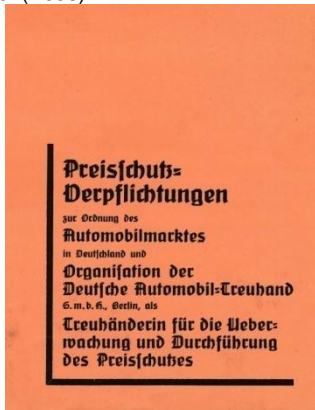 Preisschutz=
Verpflichtungen
zur Ordnung des
Automobilmarktes
in Deutschland und
Organisation der
Deutsche Automobil=Treuhand
G.m.b.H., Berlin, als
Treuhänderin für die Ueber=
wachung und Durchführung
des Preisschutzes